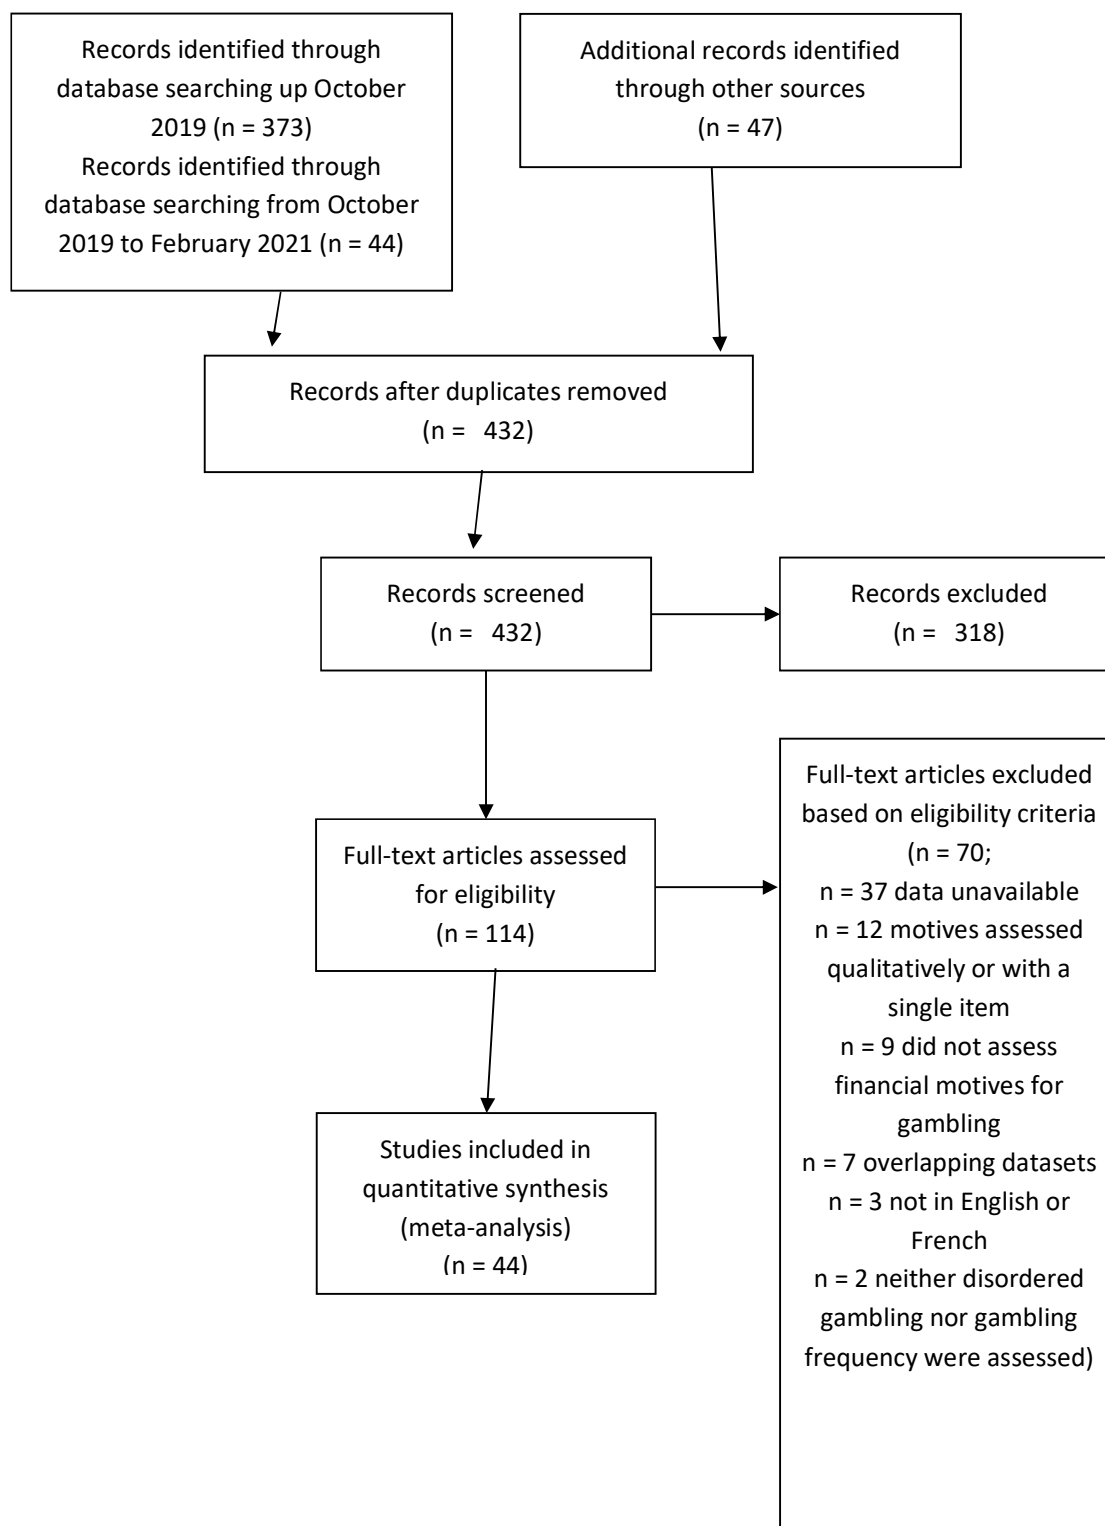 Records identified through
database searching up October
2019 (n = 373)
Records identified through
database searching from October
2019 to February 2021 (n = 44)
Additional records identified
through other sources
(n = 47)
Records after duplicates removed
(n = 432)
Records screened
(n = 432)
Records excluded
(n = 318)
Full-text articles assessed
for eligibility
(n = 114)
Full-text articles excluded
based on eligibility criteria
(n = 70;
n = 37 data unavailable
n = 12 motives assessed
qualitatively or with a
single item
n = 9 did not assess
financial motives for
gambling
n = 7 overlapping datasets
n = 3 not in English or
French
n = 2 neither disordered
gambling nor gambling
frequency were assessed)
Studies included in
quantitative synthesis
(meta-analysis)
(n = 44)